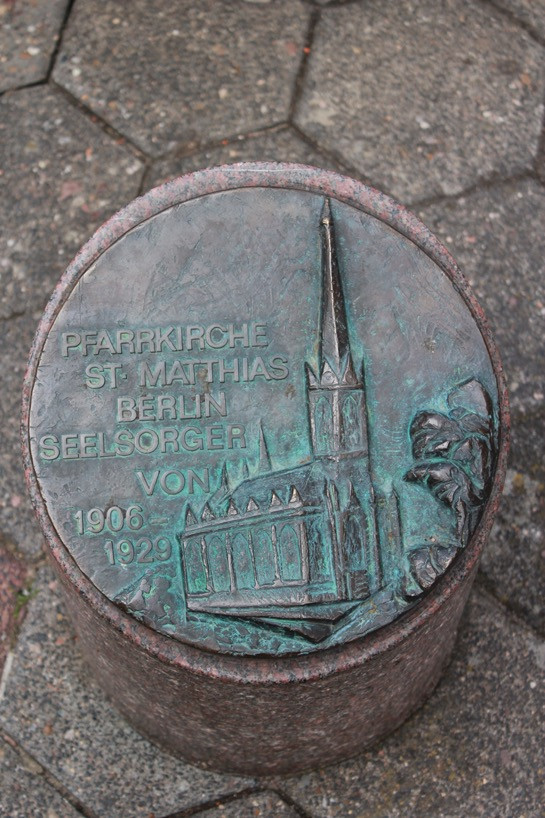 PFARRKIRCHE
ST. MATTHIAS
BERLIN
SEELSORGER
VON
1906–
1929